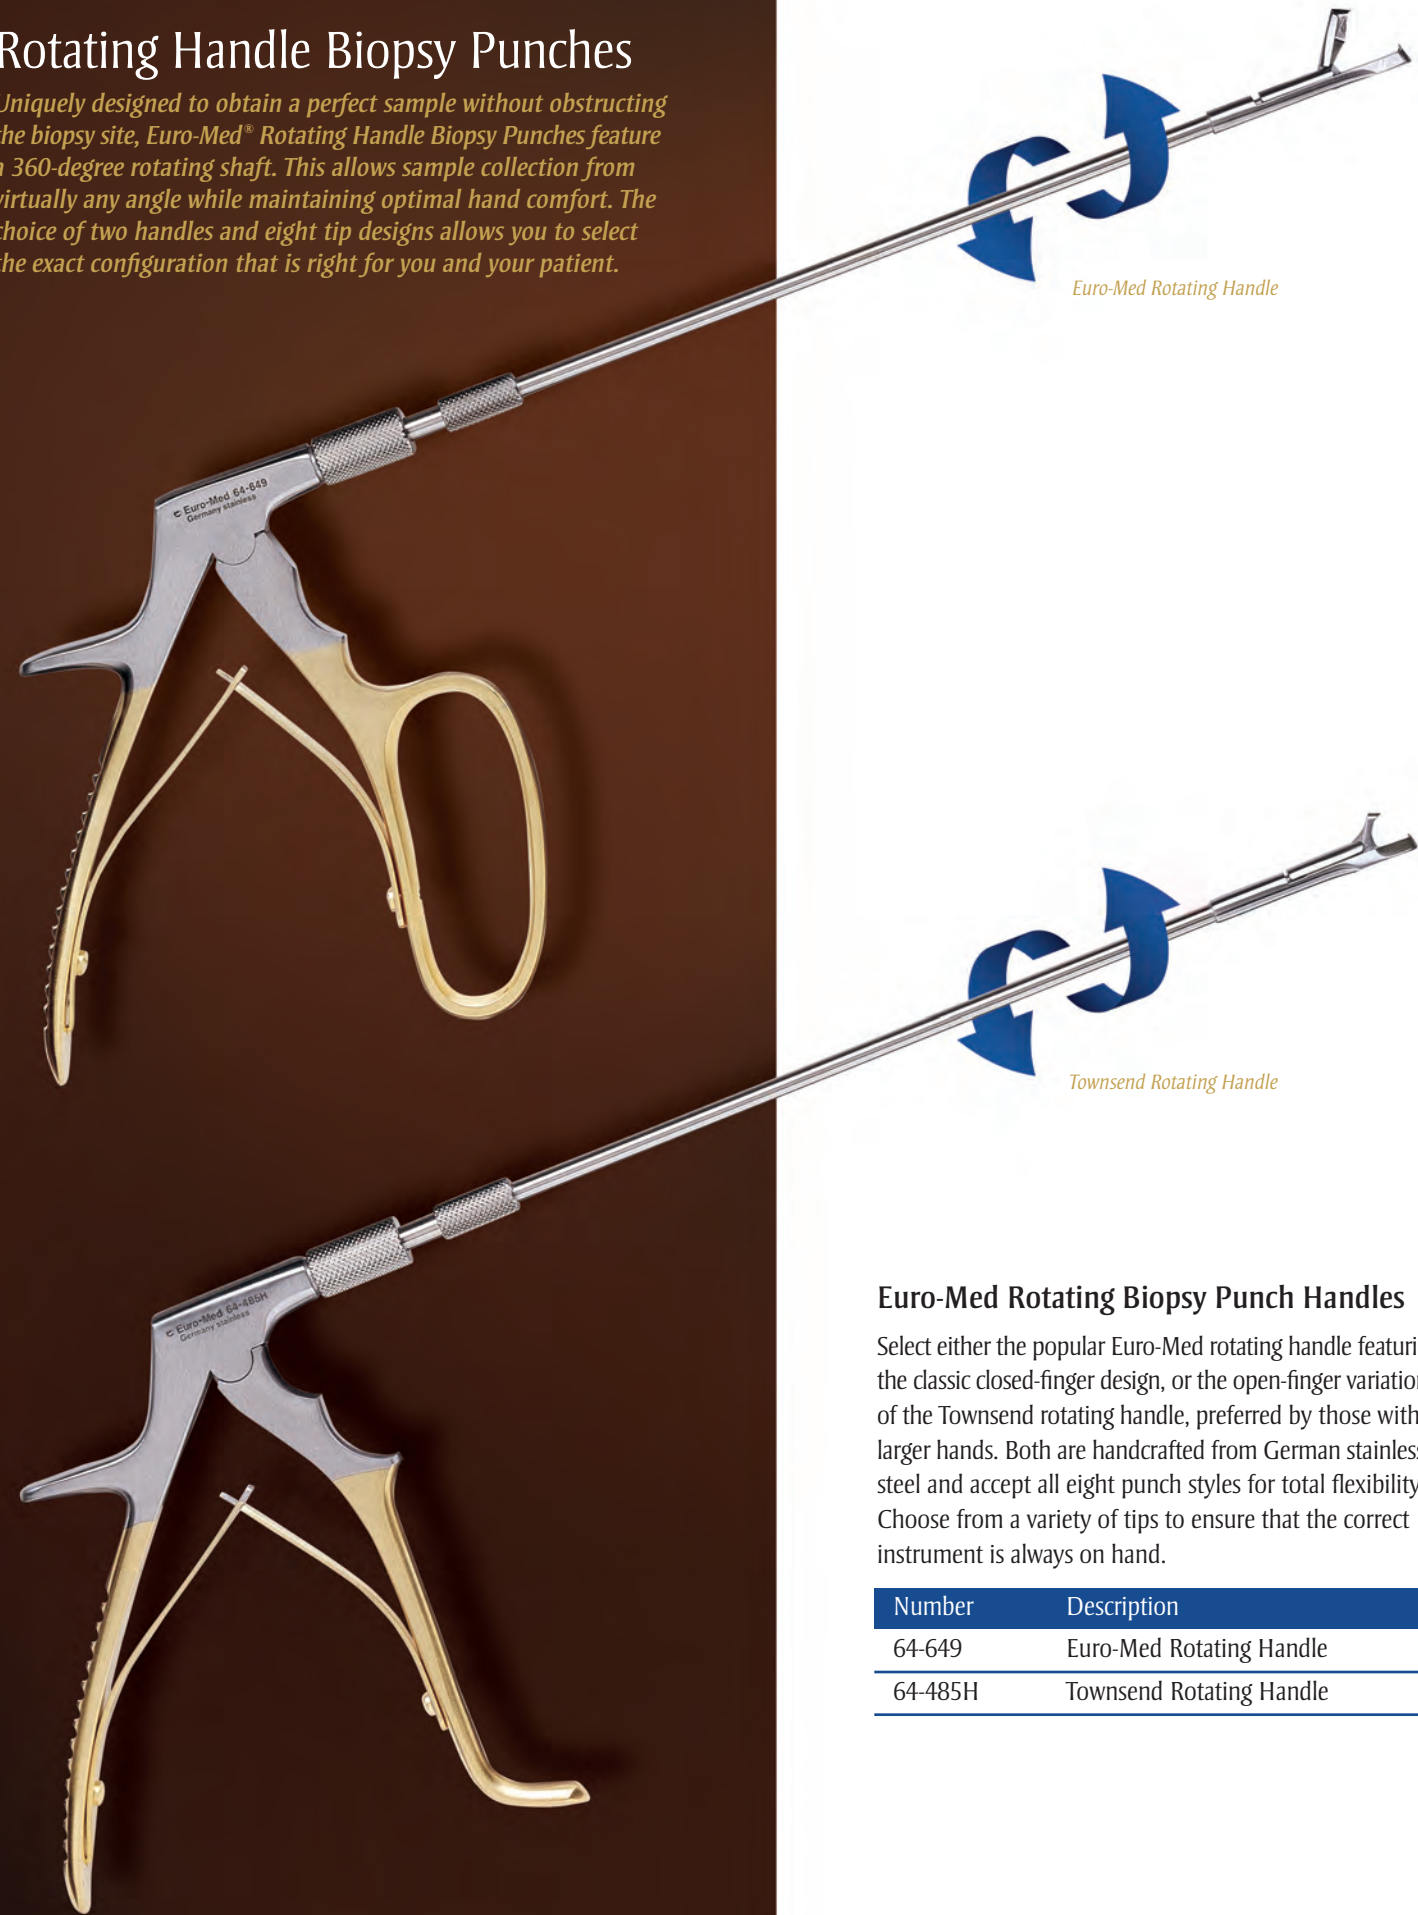 Rotating Handle Biopsy Punches
Uniquely designed to obtain a perfect sample without obstructing
the biopsy site, Euro-Med® Rotating Handle Biopsy Punches feature
a 360-degree rotating shaft. This allows sample collection from
virtually any angle while maintaining optimal hand comfort. The
choice of two handles and eight tip designs allows you to select
the exact configuration that is right for you and your patient.
Euro-Med Rotating Handle
Euro-Med 64-649
Germany stainless
Townsend Rotating Handle
Euro-Med 64-485H
Germany stainless
Euro-Med Rotating Biopsy Punch Handles
Select either the popular Euro-Med rotating handle featuri
the classic closed-finger design, or the open-finger variation
of the Townsend rotating handle, preferred by those with
larger hands. Both are handcrafted from German stainless
steel and accept all eight punch styles for total flexibility.
Choose from a variety of tips to ensure that the correct
instrument is always on hand.
Number Description
64-649 Euro-Med Rotating Handle
64-485H Townsend Rotating Handle